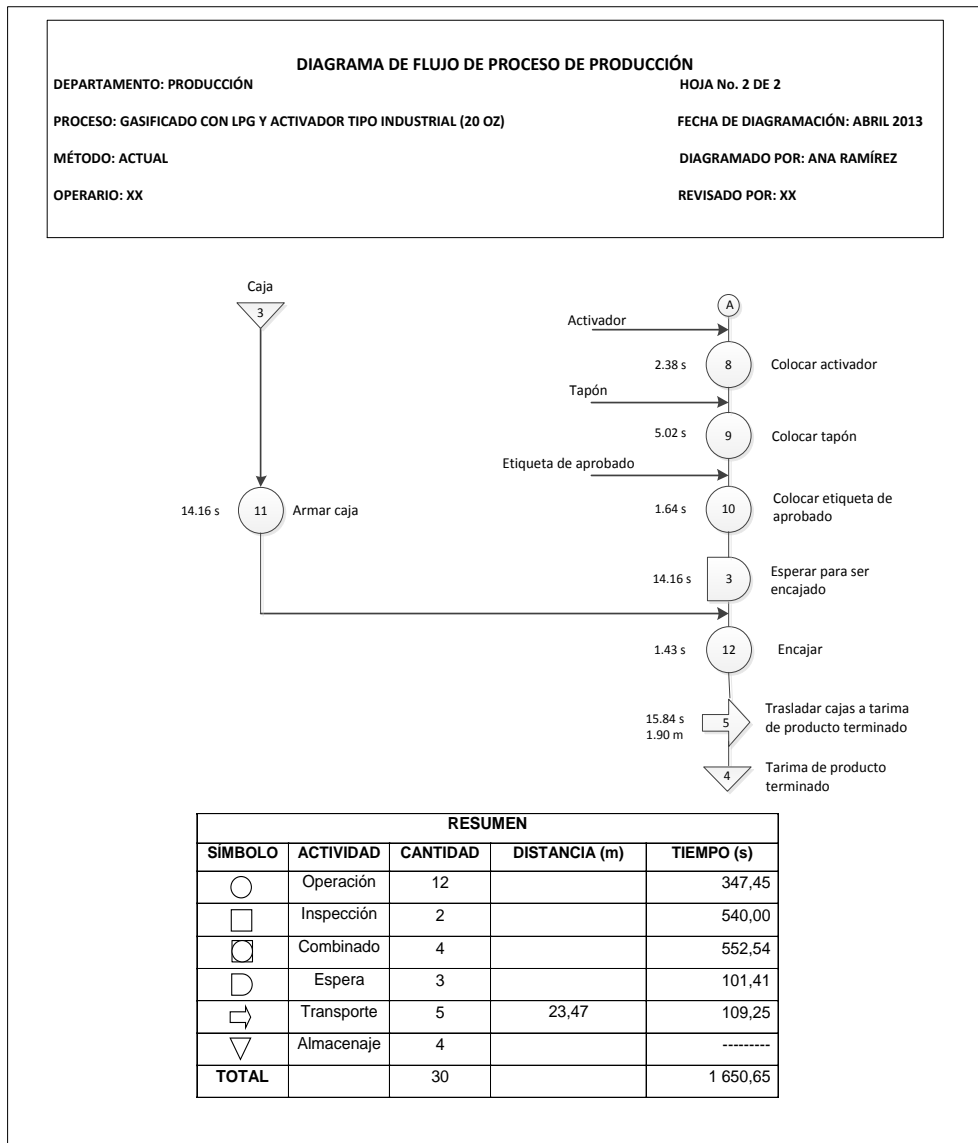 DIAGRAMA DE FLUJO DE PROCESO DE PRODUCCIÓN
DEPARTAMENTO: PRODUCCIÓN HOJA No. 2 DE 2
PROCESO: GASIFICADO CON LPG Y ACTIVADOR TIPO INDUSTRIAL (20 OZ) FECHA DE DIAGRAMACIÓN: ABRIL 2013
MÉTODO: ACTUAL DIAGRAMADO POR: ANA RAMÍREZ
OPERARIO: XX REVISADO POR: XX
Caja
3
A
Activador
2.38 s 8 Colocar activador
Tapón
5.02 s 9 Colocar tapón
Etiqueta de aprobado
14.16 s 11 Armar caja
1.64 s 10 Colocar etiqueta de
aprobado
14.16 s 3 Esperar para ser
encajado
1.43 s 12 Encajar
15.84 s
1.90 m
5
Trasladar cajas a tarima
de producto terminado
4
Tarima de producto
terminado
RESUMEN
SÍMBOLO ACTIVIDAD CANTIDAD DISTANCIA (m) TIEMPO (s)
Operación 12 347,45
Inspección 2 540,00
Combinado 4 552,54
Espera 3 101,41
Transporte 5 23,47 109,25
Almacenaje 4 ---------
TOTAL 30 1 650,65